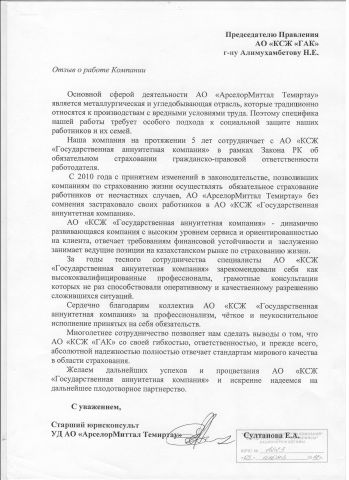 Председателю Правления
АО «КСЖ «ГАК»
г-ну Алимухамбетову Н.Е.
Отзыв о работе Компании
Основной сферой деятельности АО «АрселорМиттал Темиртау»
является металлургическая и угледобывающая отрасль, которые традиционно
относятся к производствам с вредными условиями труда. Поэтому специфика
нашей работы требует особого подхода к социальной защите наших
работников и их семей.
Наша компания на протяжении 5 лет сотрудничает с АО «КСЖ
«Государственная аннуитетная компания» в рамках Закона РК об
обязательном страховании гражданско-правовой ответственности
работодателя.
С 2010 года с принятием изменений в законодательстве, позволивших
компаниям по страхованию жизни осуществлять обязательное страхование
работников от несчастных случаев, АО «АрселорМиттал Темиртау» без
сомнения застраховало своих работников в АО «КСЖ «Государственная
аннуитетная компания».
АО «КСЖ «Государственная аннуитетная компания» - динамично
развивающаяся компания с высоким уровнем сервиса и ориентированностью
на клиента, отвечает требованиям финансовой устойчивости и заслуженно
занимает ведущие позиции на казахстанском рынке по страхованию жизни.
За годы тесного сотрудничества специалисты АО «КСЖ
«Государственная аннуитетная компания» зарекомендовали себя как
высококвалифицированные профессионалы, грамотные консультации
которых не раз способствовали оперативному и качественному разрешению
сложившихся ситуаций.
Сердечно благодарим коллектив АО «КСЖ «Государственная
аннуитетная компания» за профессионализм, чёткое и неукоснительное
исполнение принятых на себя обязательств.
Многолетнее сотрудничество позволяет нам сделать выводы о том, что
АО «КСЖ «ГАК» со своей гибкостью, ответственностью, и прежде всего,
абсолютной надежностью полностью отвечает стандартам мирового качества
в области страхования.
Желаем дальнейших успехов и процветания АО «КСЖ
«Государственная аннуитетная компания» и искренне надеемся на
дальнейшее плодотворное партнерство.
С уважением,
Старший юрисконсульт
УД АО «АрселорМиттал Темиртау»
Султанова Е.А.